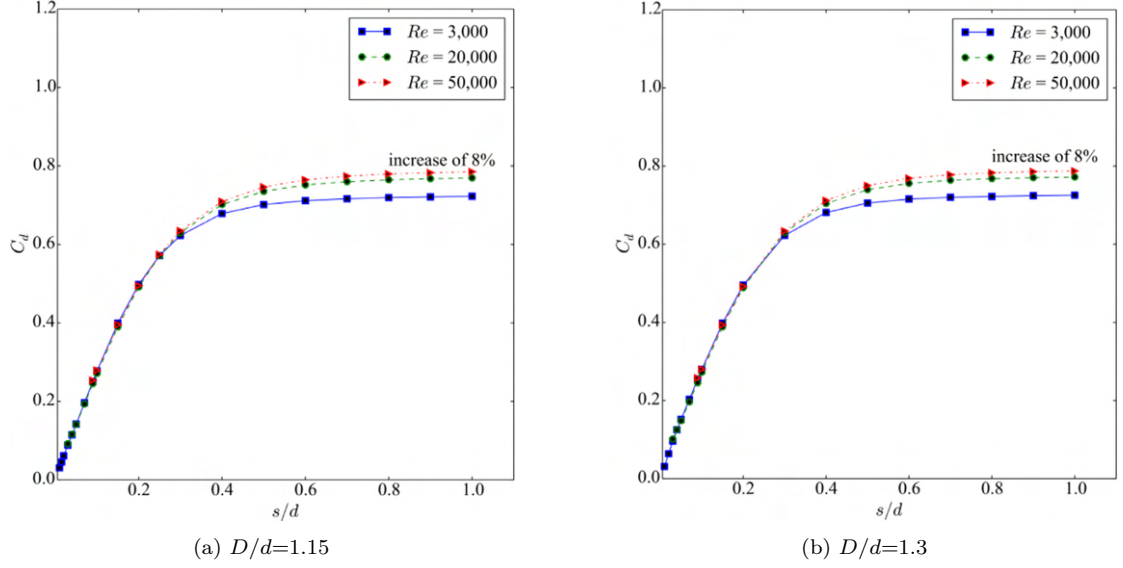 1.2
1.0
0.8
0.6
0.4
0.2
0.0
C_d
Re = 3,000
Re = 20,000
Re = 50,000
increase of 8%
0.2 0.4 0.6 0.8 1.0
s/d
(a) D/d=1.15
1.2
1.0
0.8
0.6
0.4
0.2
0.0
C_d
Re = 3,000
Re = 20,000
Re = 50,000
increase of 8%
0.2 0.4 0.6 0.8 1.0
s/d
(b) D/d=1.3